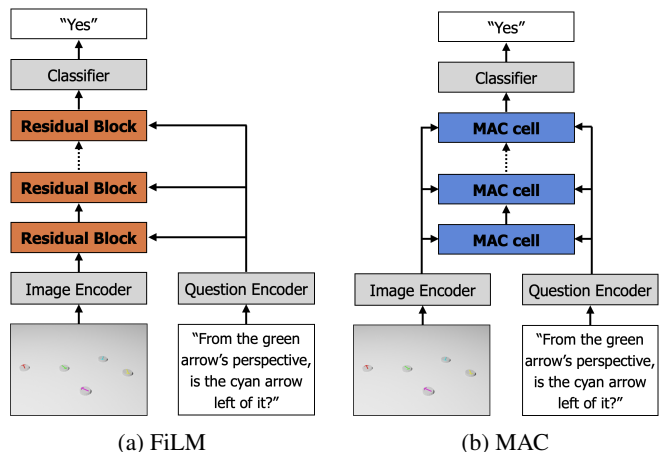 “Yes”
Classifier
Residual Block
Residual Block
Residual Block
Image Encoder
Question Encoder
“From the green
arrow’s perspective,
is the cyan arrow
left of it?”
(a) FiLM
“Yes”
Classifier
MAC cell
MAC cell
MAC cell
Image Encoder
Question Encoder
“From the green
arrow’s perspective,
is the cyan arrow
left of it?”
(b) MAC